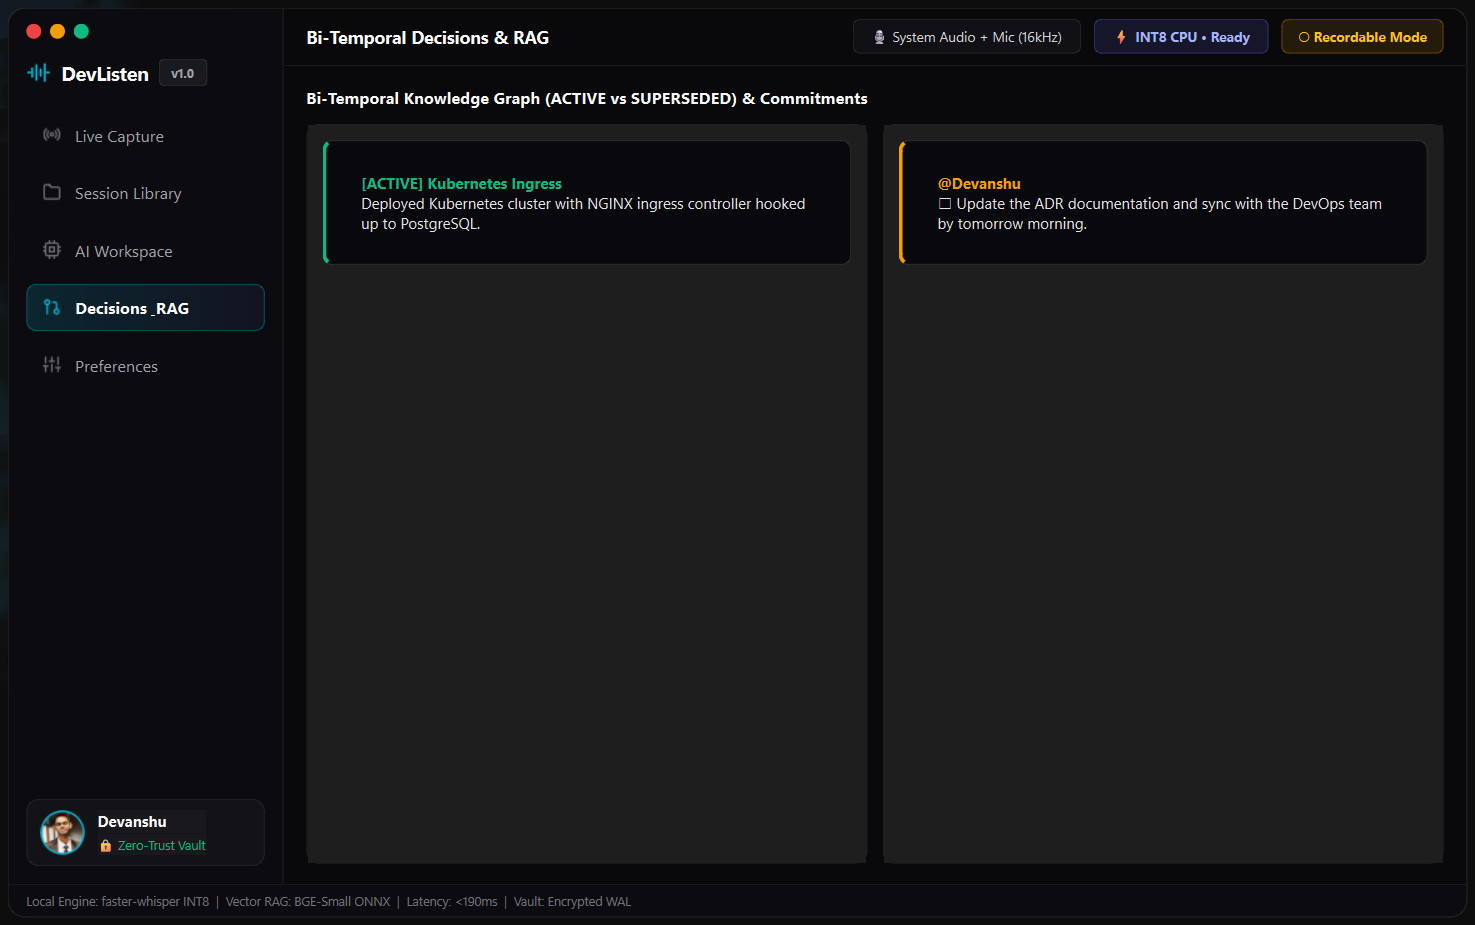 Bi-Temporal Decisions & RAG
System Audio + Mic (16kHz)
INT8 CPU • Ready
Recordable Mode
DevListen
v1.0
Live Capture
Session Library
AI Workspace
Decisions _RAG
Preferences
Bi-Temporal Knowledge Graph (ACTIVE vs SUPERSEDED) & Commitments
[ACTIVE] Kubernetes Ingress
Deployed Kubernetes cluster with NGINX ingress controller hooked
up to PostgreSQL.
@Devanshu
☐ Update the ADR documentation and sync with the DevOps team
by tomorrow morning.
Devanshu
Zero-Trust Vault
Local Engine: faster-whisper INT8 | Vector RAG: BGE-Small ONNX | Latency: <190ms | Vault: Encrypted WAL